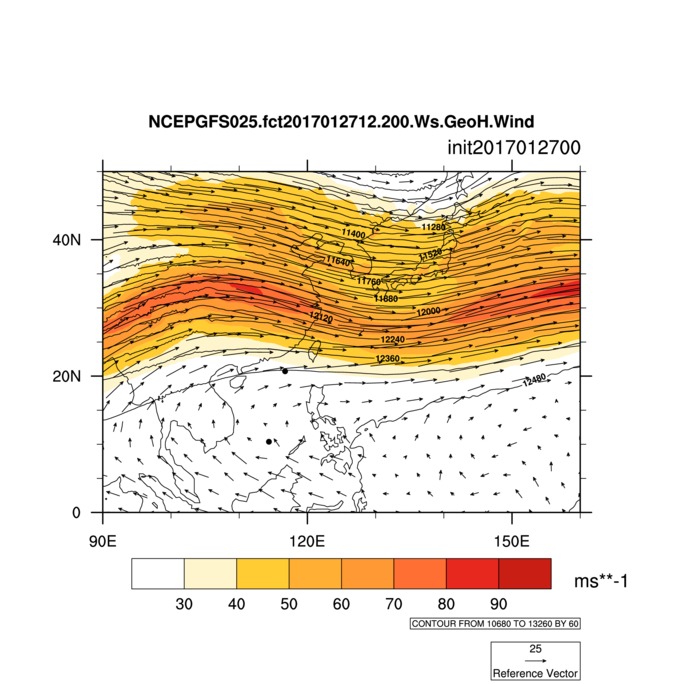 NCEPGFS025.fct2017012712.200.Ws.GeoH.Wind
init2017012700
40N
20N
0
90E 120E 150E
11400
11280
11520
11640
11760
11880
12000
12120
12240
12360
12480
30 40 50 60 70 80 90
ms**-1
CONTOUR FROM 10680 TO 13260 BY 60
25
Reference Vector